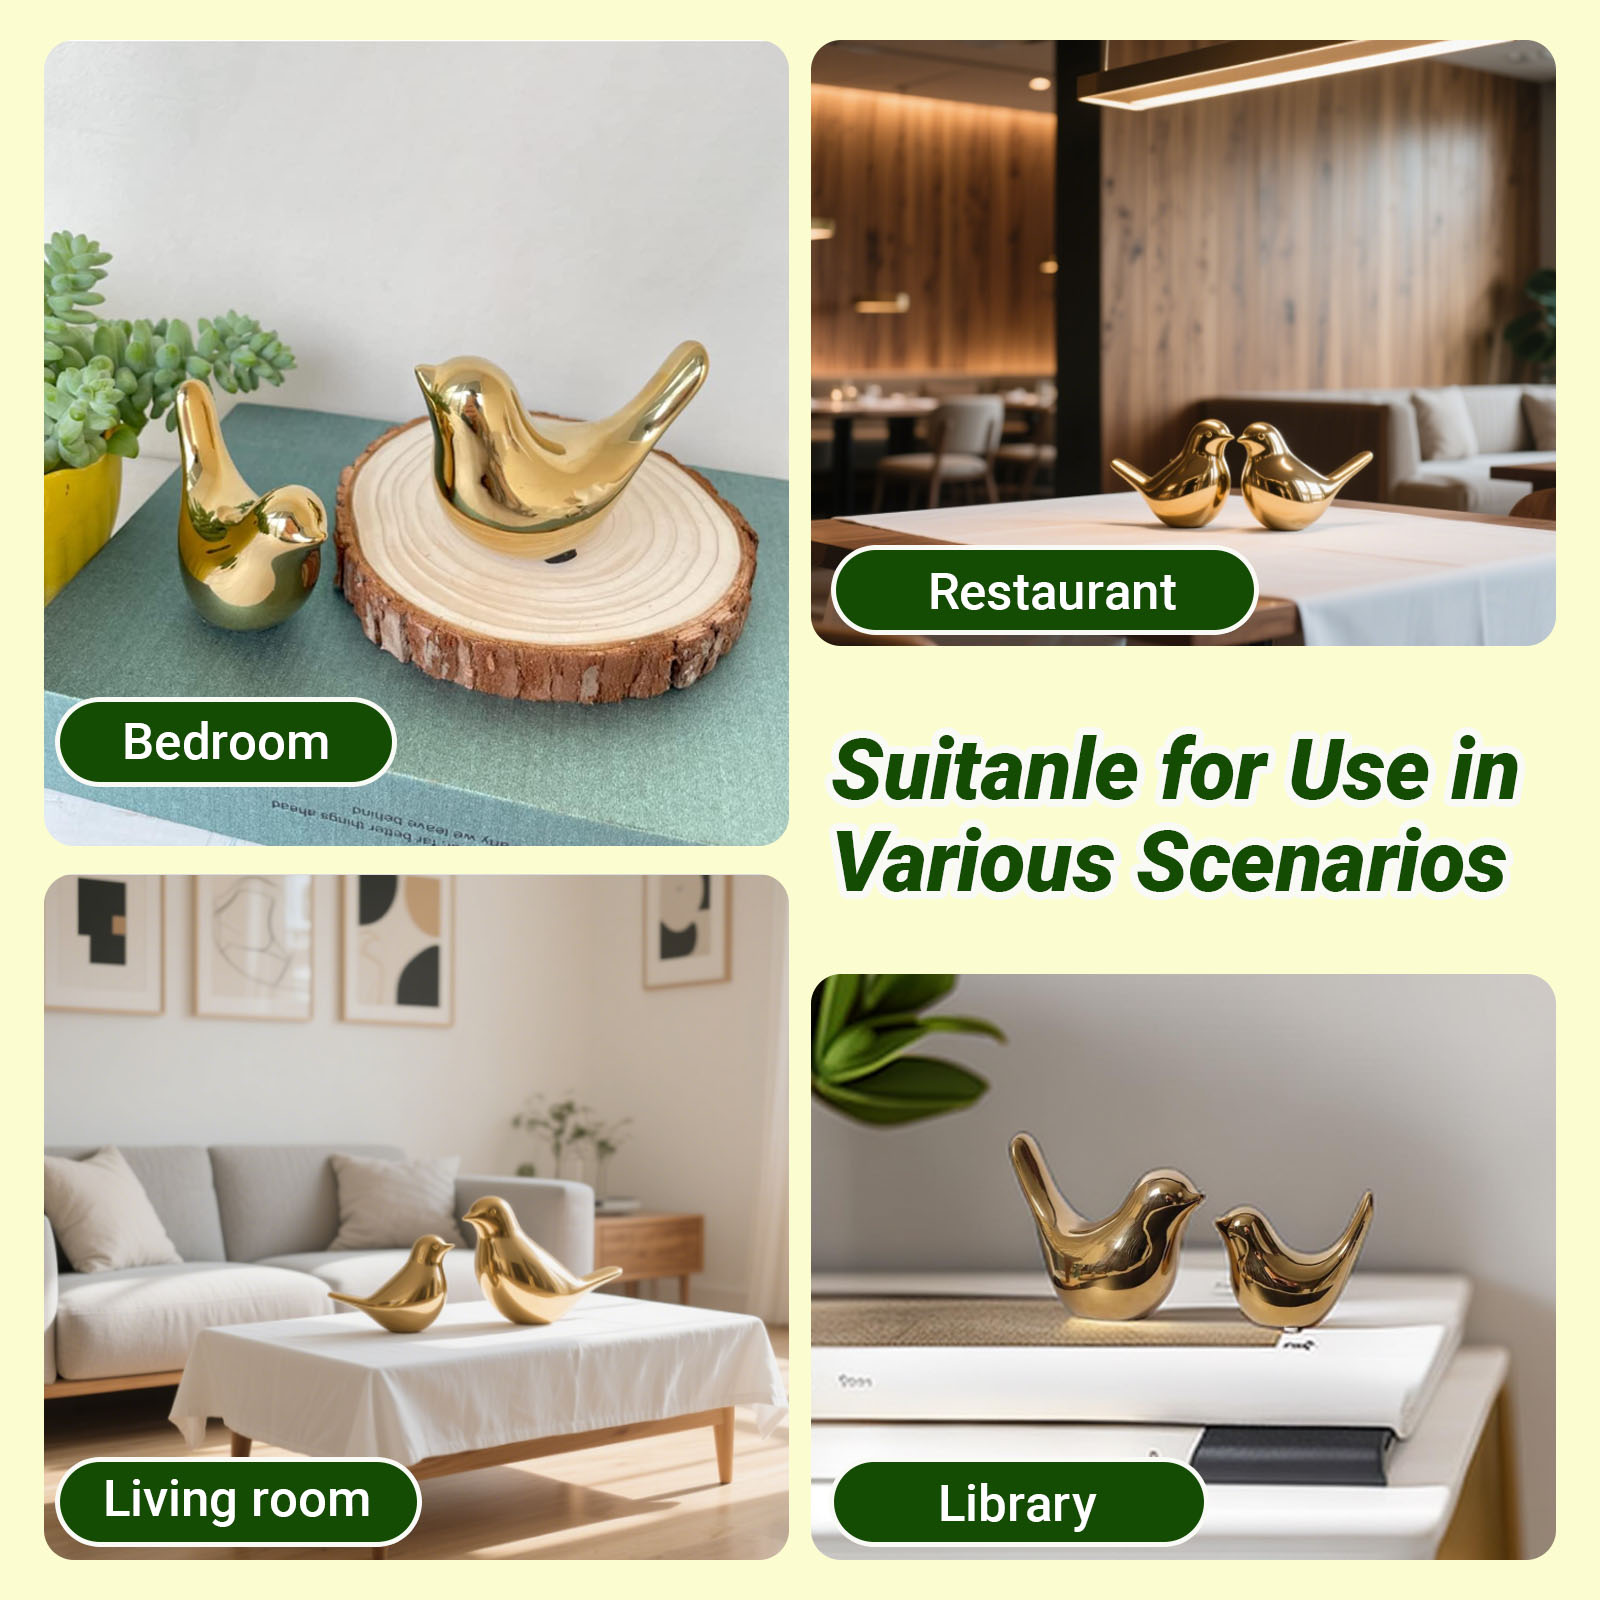 Restaurant
Bedroom
any we leave behind
far better things ahead
Suitanle for Use in
Various Scenarios
Living room
Library